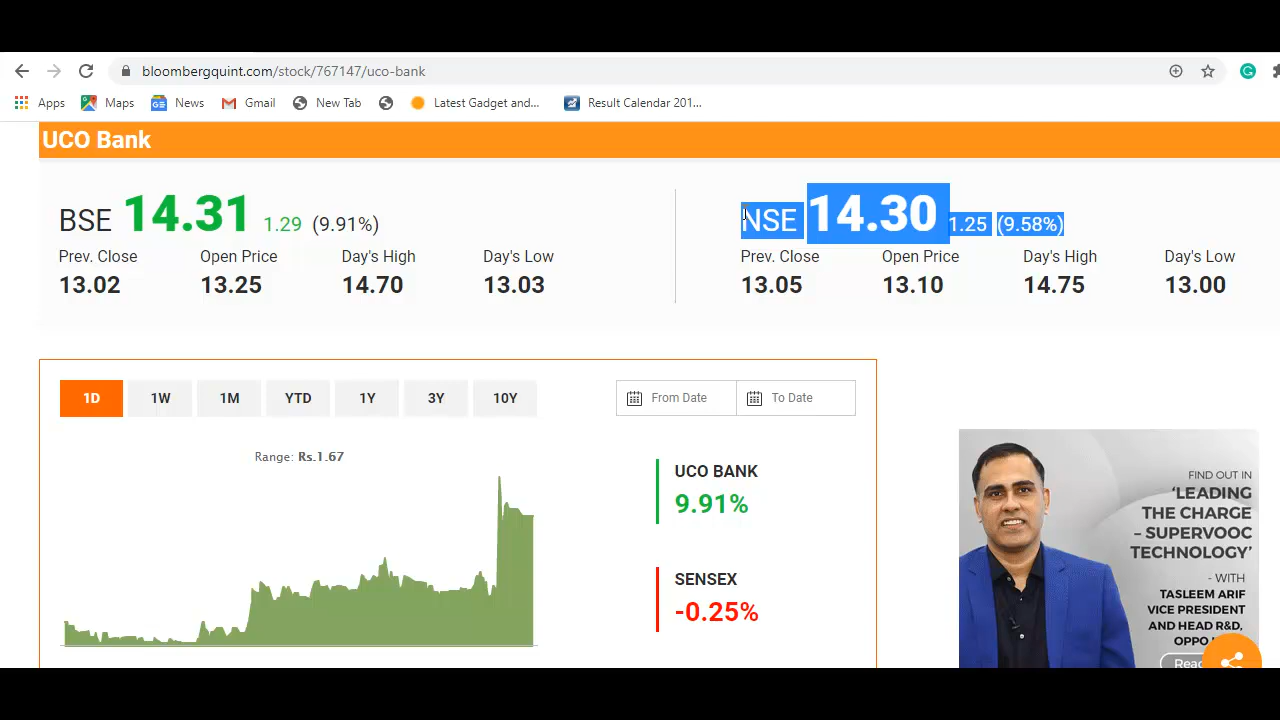 bloombergquint.com/stock/767147/uco-bank
Apps Maps News Gmail New Tab Latest Gadget and... Result Calendar 201...
UCO Bank
BSE 14.31 1.29 (9.91%)
Prev. Close Open Price Day's High Day's Low
13.02 13.25 14.70 13.03
NSE 14.30 1.25 (9.58%)
Prev. Close Open Price Day's High Day's Low
13.05 13.10 14.75 13.00
1D 1W 1M YTD 1Y 3Y 10Y
From Date To Date
Range: Rs.1.67
UCO BANK
9.91%
SENSEX
-0.25%
FIND OUT IN
‘LEADING
THE CHARGE
– SUPERVOOC
TECHNOLOGY’
- WITH
TASLEEM ARIF
VICE PRESIDENT
AND HEAD R&D,
OPPO